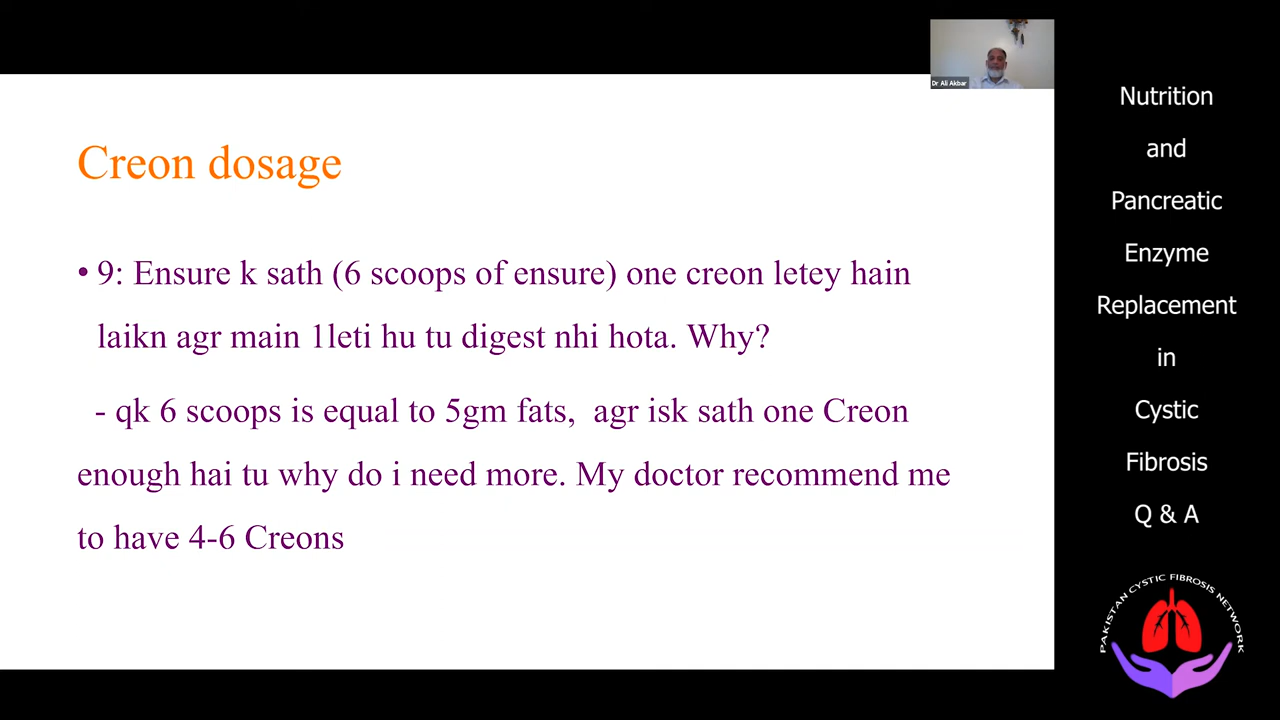 Dr Ali Akbar
Creon dosage
• 9: Ensure k sath (6 scoops of ensure) one creon letey hain
laikn agr main 1leti hu tu digest nhi hota. Why?
- qk 6 scoops is equal to 5gm fats, agr isk sath one Creon
enough hai tu why do i need more. My doctor recommend me
to have 4-6 Creons
Nutrition
and
Pancreatic
Enzyme
Replacement
in
Cystic
Fibrosis
Q & A
PAKISTAN CYSTIC FIBROSIS NETWORK